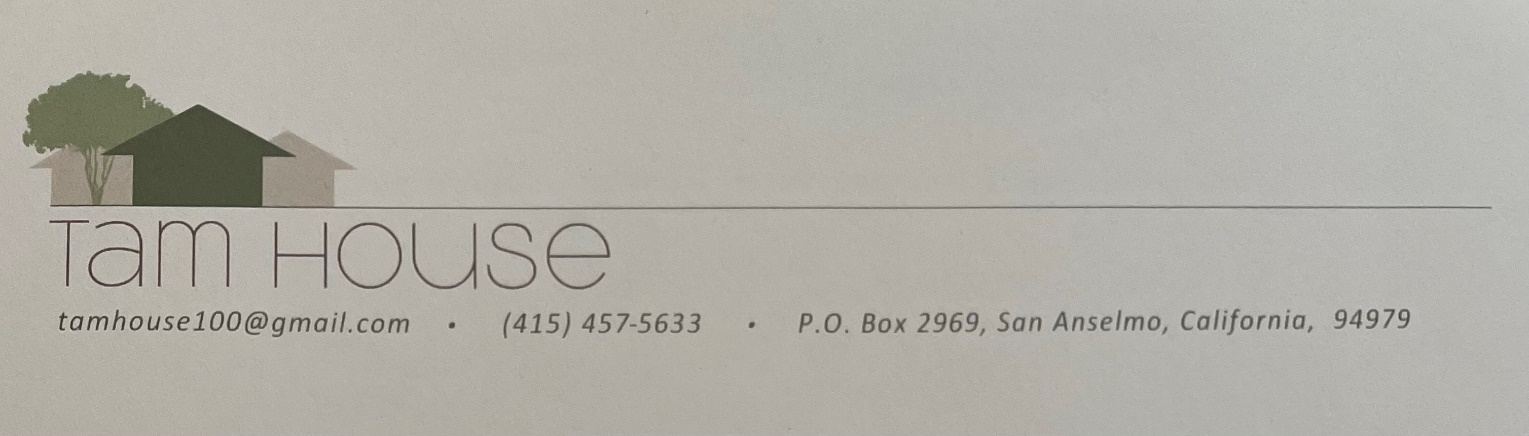 Tam House
tamhouse100@gmail.com • (415) 457-5633 • P.O. Box 2969, San Anselmo, California, 94979